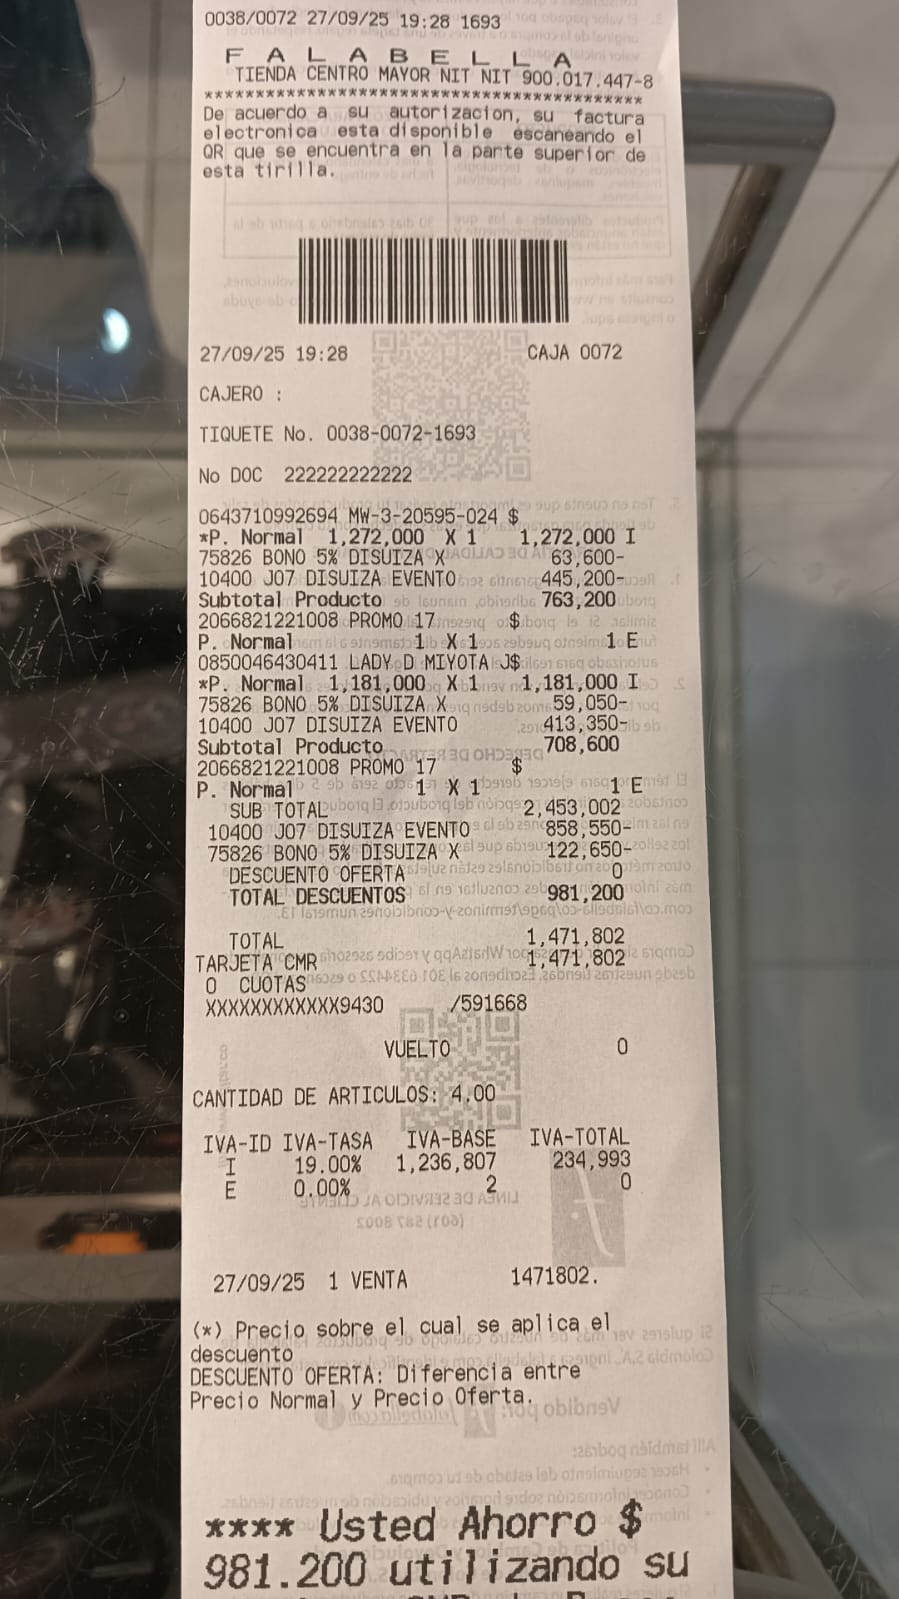 0038/0072 27/09/25 19:28 1693
F A L A B E L L A
TIENDA CENTRO MAYOR NIT NIT 900.017.447-8
******************************************
De acuerdo a su autorizacion, su factura
electronica esta disponible escaneando el
QR que se encuentra en la parte superior de
esta tirilla.
27/09/25 19:28 CAJA 0072
CAJERO :
TIQUETE No. 0038-0072-1693
No DOC 222222222222
0643710992694 MW-3-20595-024 $
*P. Normal 1,272,000 X 1 1,272,000 I
75826 BONO 5% DISUIZA X 63,600-
10400 J07 DISUIZA EVENTO 445,200-
Subtotal Producto 763,200
2066821221008 PROMO 17 $
P. Normal 1 X 1 1 E
0850046430411 LADY D MIYOTA J$
*P. Normal 1,181,000 X 1 1,181,000 I
75826 BONO 5% DISUIZA X 59,050-
10400 J07 DISUIZA EVENTO 413,350-
Subtotal Producto 708,600
2066821221008 PROMO 17 $
P. Normal 1 X 1 1 E
SUB TOTAL 2,453,002
10400 J07 DISUIZA EVENTO 858,550-
75826 BONO 5% DISUIZA X 122,650-
DESCUENTO OFERTA 0
TOTAL DESCUENTOS 981,200
TOTAL 1,471,802
TARJETA CMR 1,471,802
0 CUOTAS
XXXXXXXXXXXX9430 /591668
VUELTO 0
CANTIDAD DE ARTICULOS: 4.00
IVA-ID IVA-TASA IVA-BASE IVA-TOTAL
I 19.00% 1,236,807 234,993
E 0.00% 2 0
27/09/25 1 VENTA 1471802.
(*) Precio sobre el cual se aplica el
descuento
DESCUENTO OFERTA: Diferencia entre
Precio Normal y Precio Oferta.
**** Usted Ahorro $
981.200 utilizando su